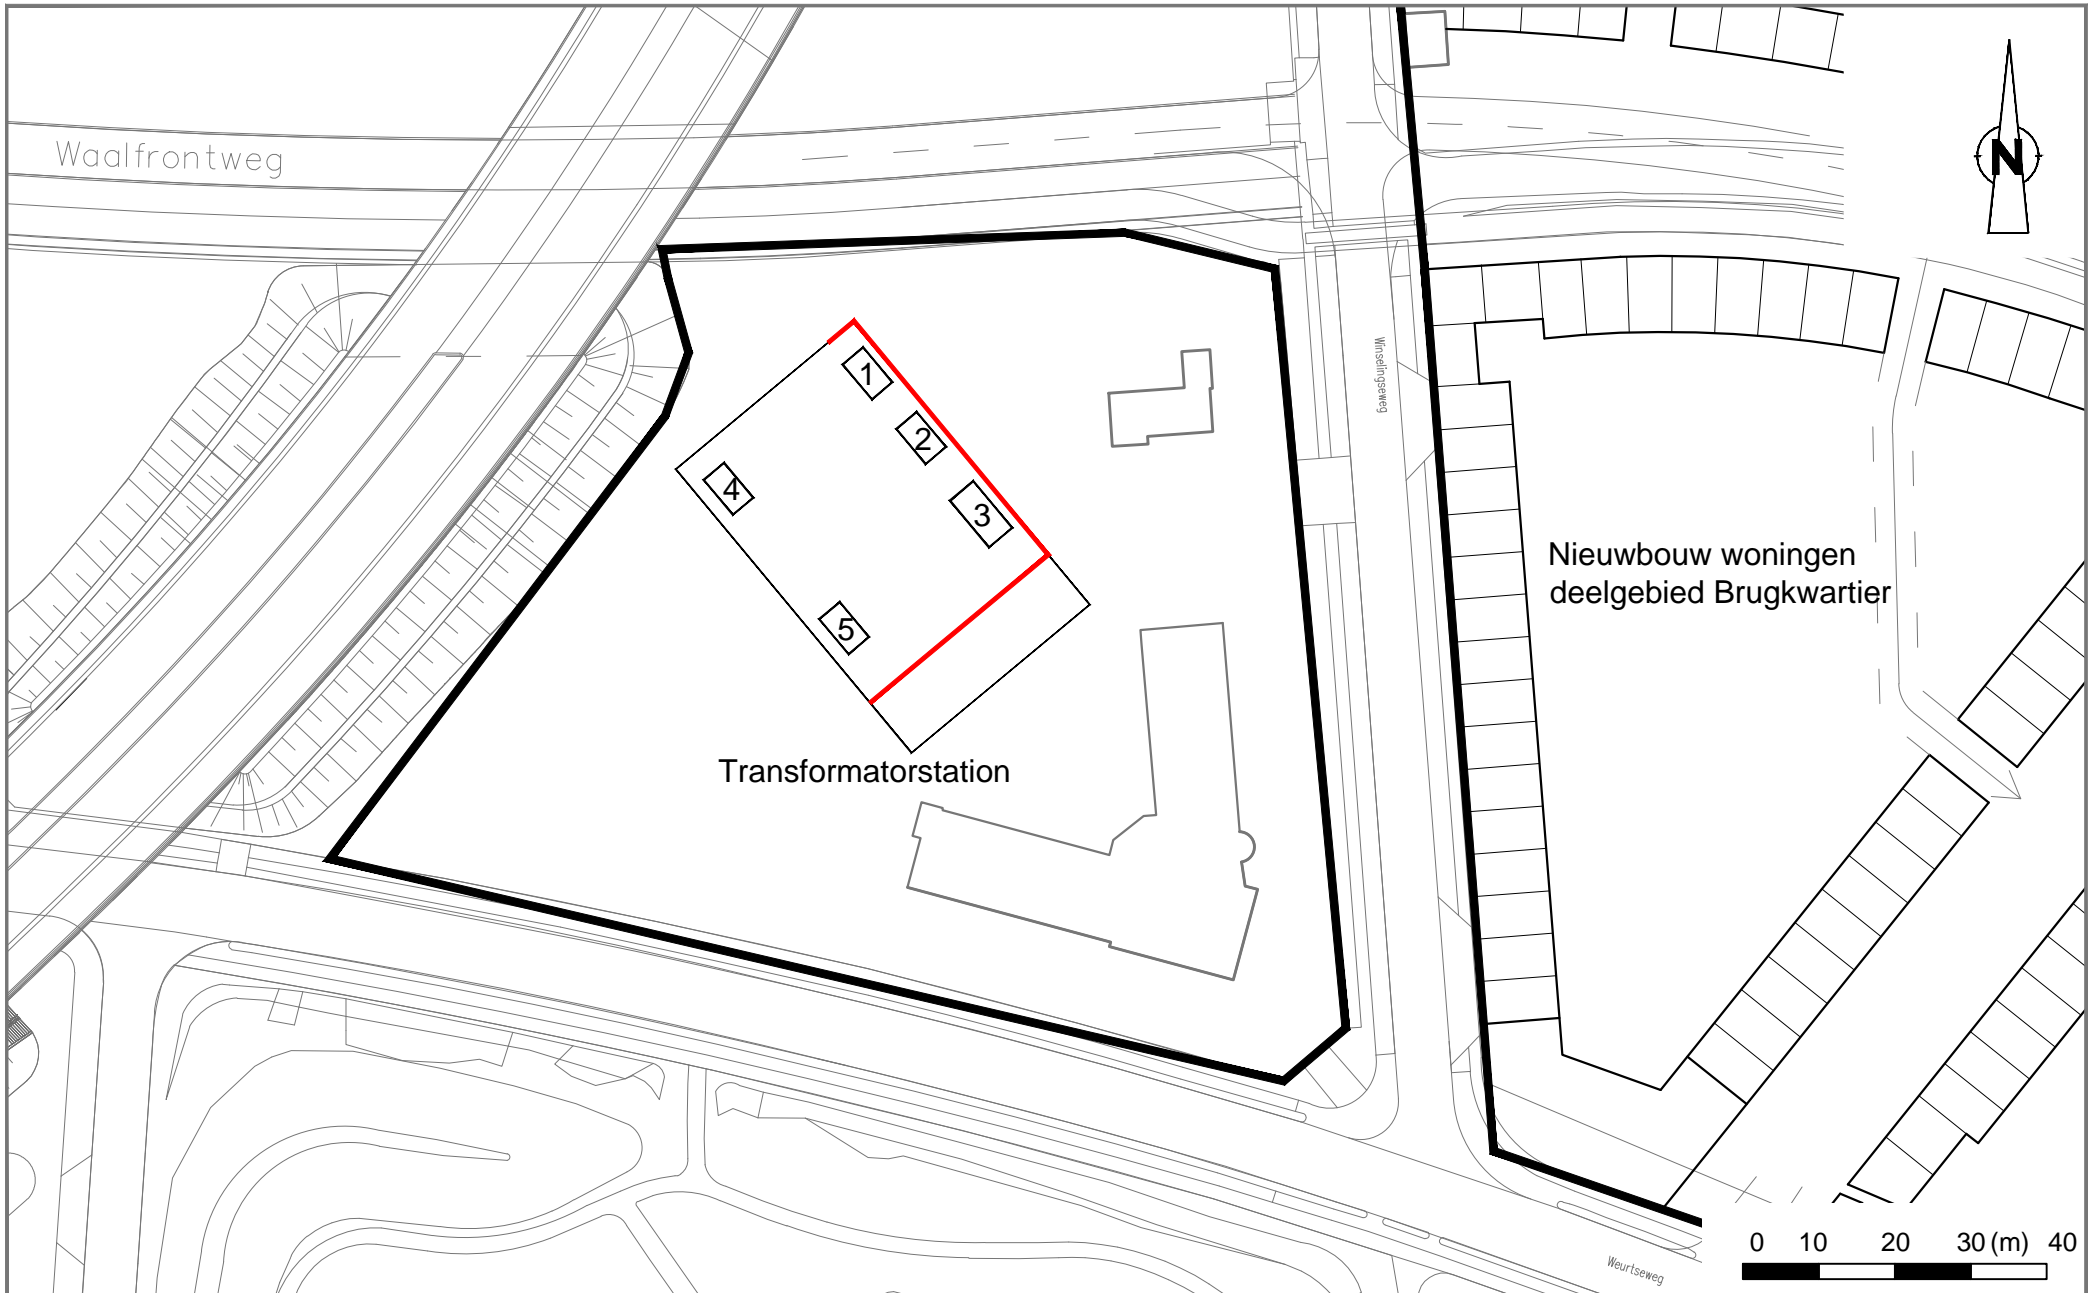 Waalfrontweg
N
Winselingseweg
1
2
3
4
5
Nieuwbouw woningen
deelgebied Brugkwartier
Transformatorstation
0 10 20 30 (m) 40
Weurtseweg